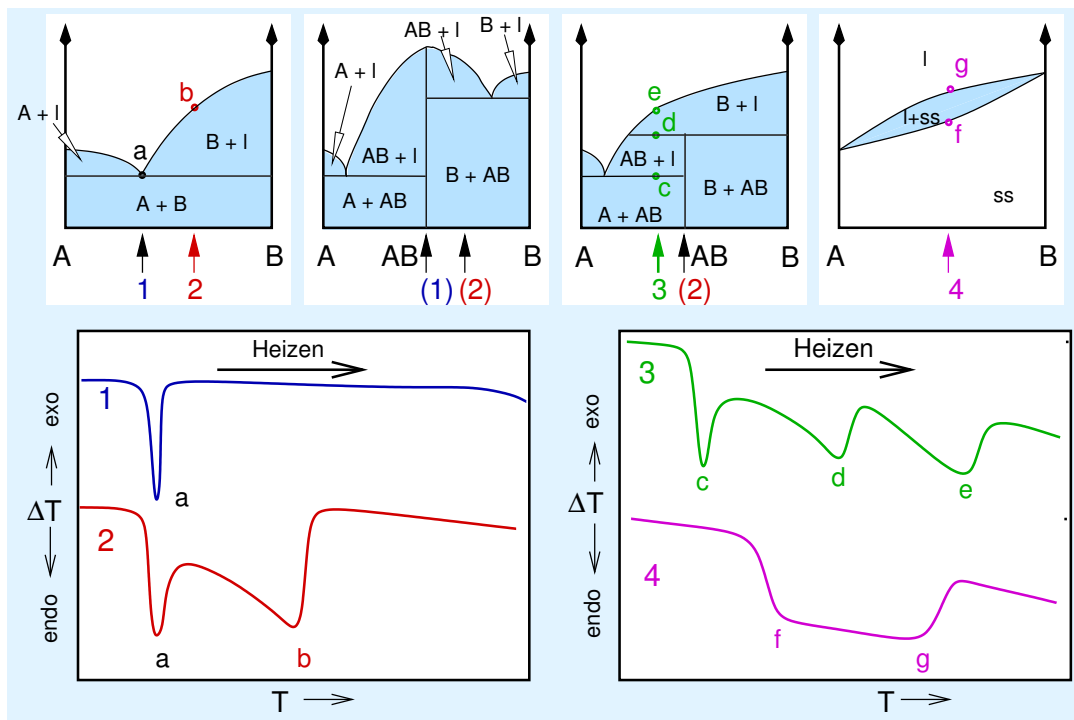 A + l
b
a
B + l
A + B
A
B
1
2
AB + l
B + l
A + l
AB + l
B + AB
A + AB
A
AB
B
(1)
(2)
e
d
c
B + l
AB + l
B + AB
A + AB
A
AB
B
3
(2)
l
g
l+ss
f
ss
A
B
4
Heizen
1
a
2
a
b
exo
ΔT
endo
T
Heizen
3
c
d
e
4
f
g
exo
ΔT
endo
T